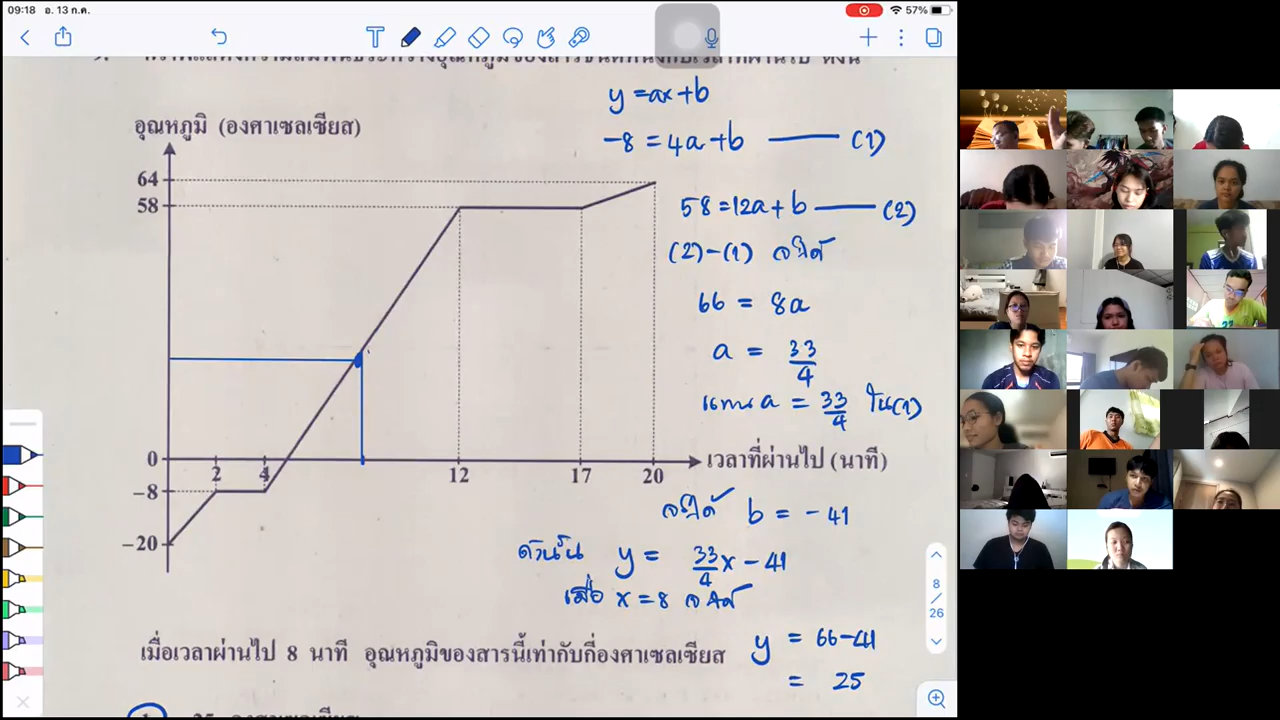 09:18 อ. 13 ก.ค.
57%
y = ax + b
อุณหภูมิ (องศาเซลเซียส)
-8 = 4a + b (1)
64
58
58 = 12a + b (2)
(2)-(1) จะได้
66 = 8a
a = 33/4
แทน a = 33/4 ใน (1)
0
2
4
12
17
20
เวลาที่ผ่านไป (นาที)
-8
-20
จะได้ b = -41
ดังนั้น y = 33/4 x - 41
เมื่อ x = 8 จะได้
8
/
26
y = 66-41
เมื่อเวลาผ่านไป 8 นาที อุณหภูมิของสารนี้เท่ากับกี่องศาเซลเซียส
= 25